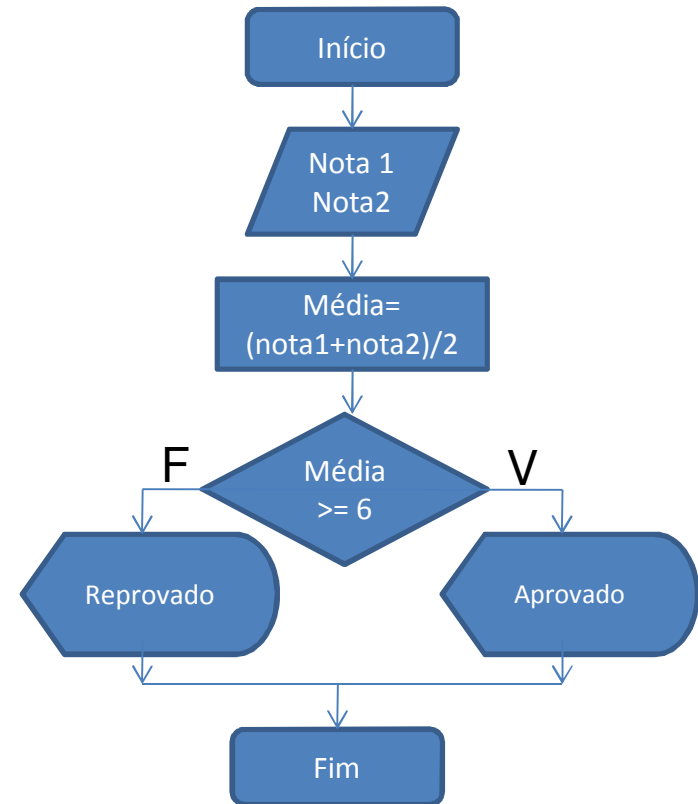 Início
Nota 1
Nota2
Média=
(nota1+nota2)/2
F
Média
>= 6
V
Reprovado
Aprovado
Fim